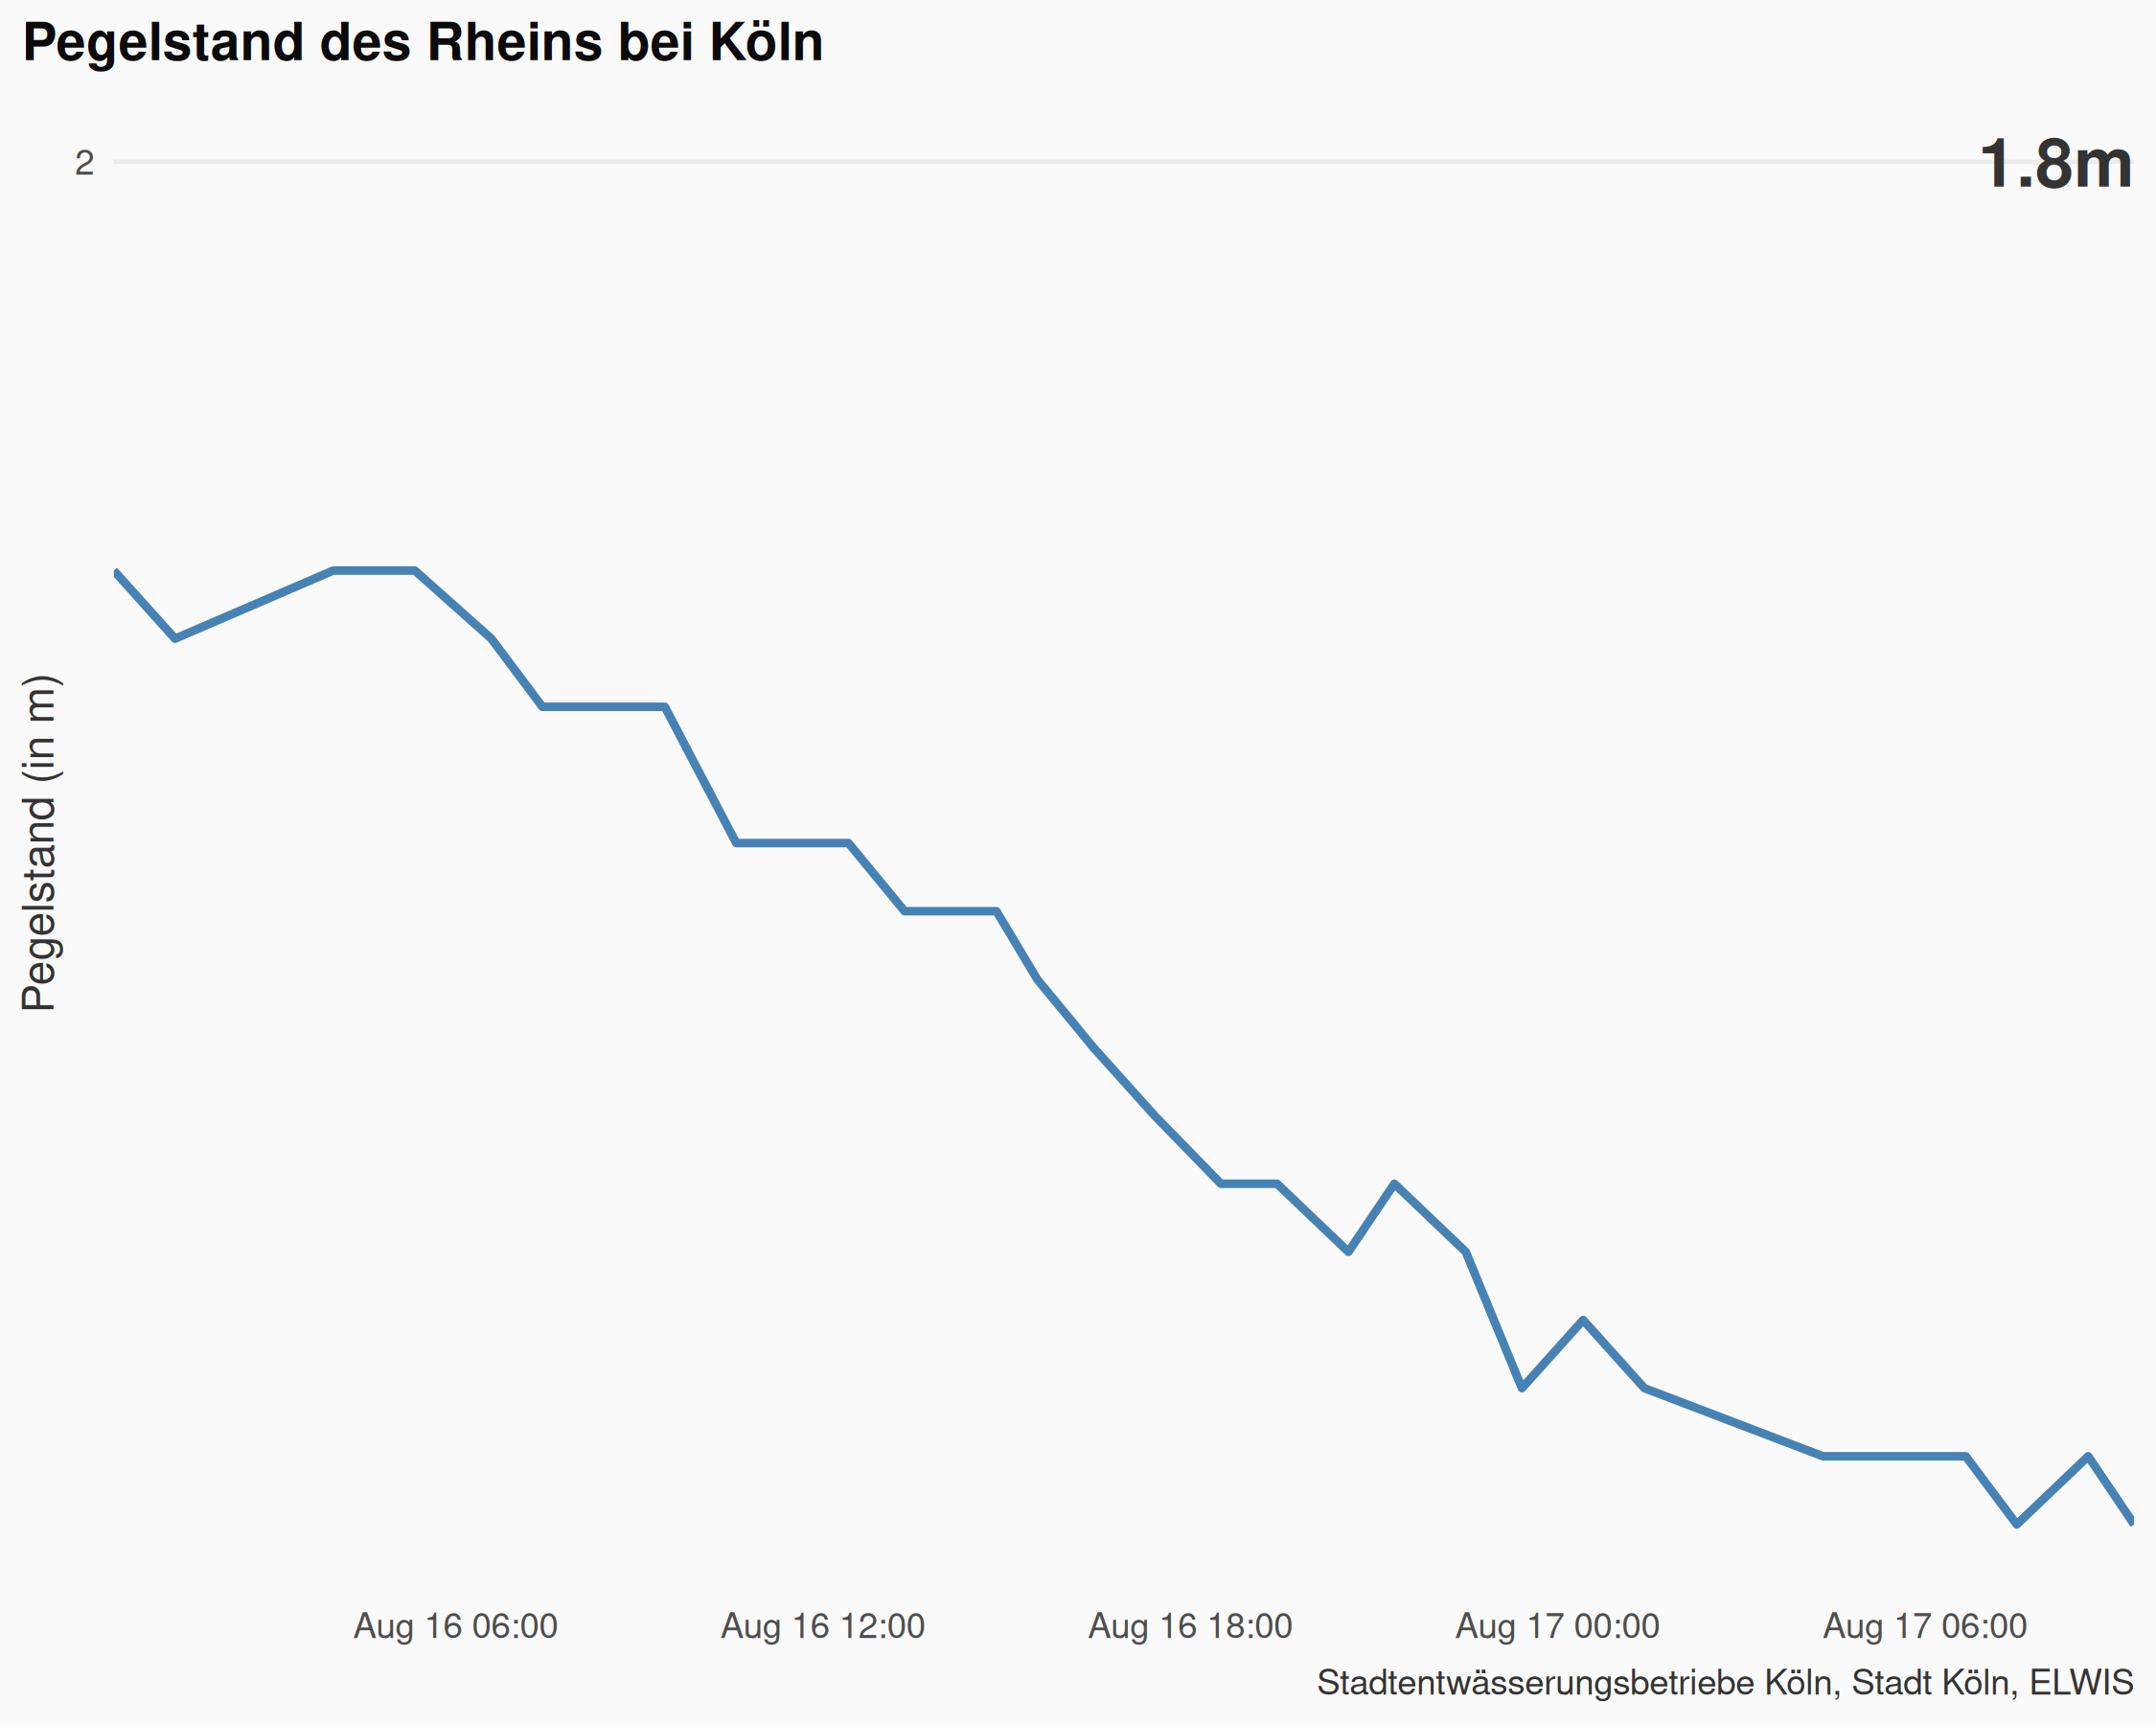 Pegelstand des Rheins bei Köln
2
1.8m
Pegelstand (in m)
Aug 16 06:00
Aug 16 12:00
Aug 16 18:00
Aug 17 00:00
Aug 17 06:00
Stadtentwässerungsbetriebe Köln, Stadt Köln, ELWIS